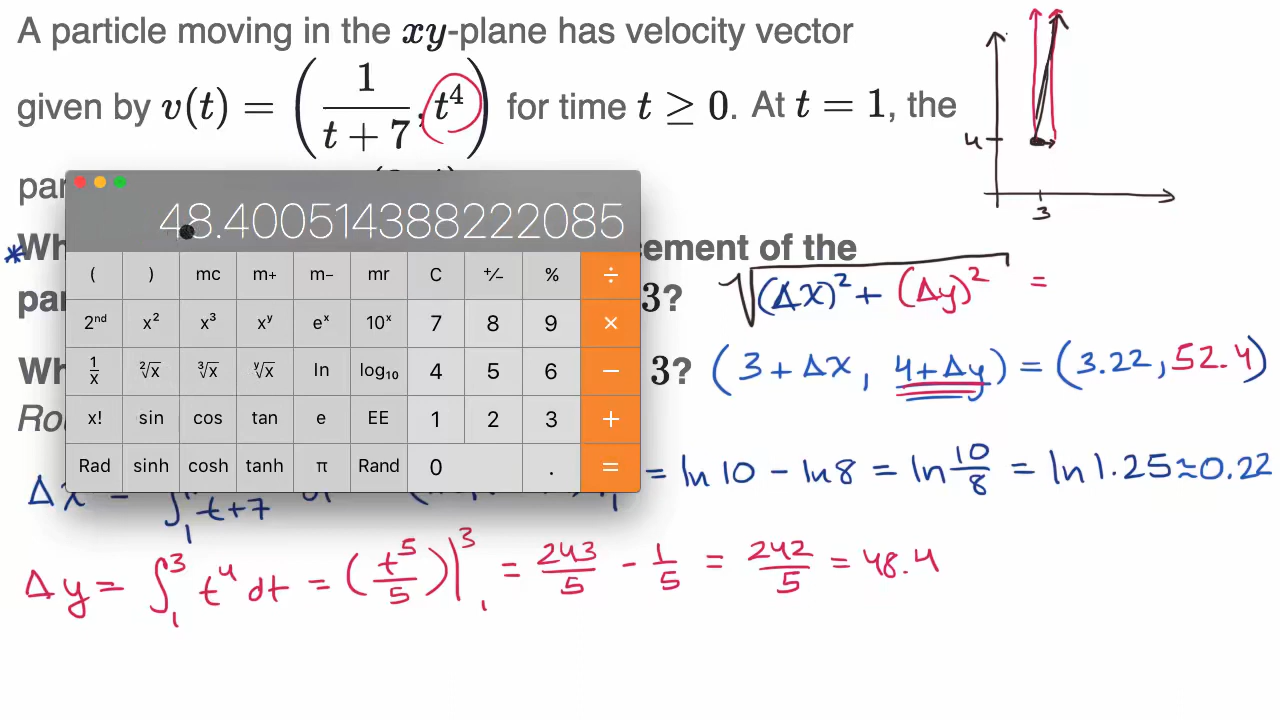 A particle moving in the xy-plane has velocity vector
given by v(t) = (1/(t + 7), t⁴) for time t ≥ 0. At t = 1, the
par
*Wh cement of the
par 3?
√((Δx)² + (Δy)²) =
Wh 3?
(3 + Δx, 4 + Δy) = (3.22, 52.4)
Ro
= ln 10 − ln 8 = ln 10/8 = ln 1.25 ≈ 0.22
Δx = ∫₁ t+7
Δy = ∫₁³ t⁴ dt = (t⁵/5)|₁³ = 243/5 − 1/5 = 242/5 = 48.4
4
3
48.400514388222085
( ) mc m+ m− mr C ⁺∕₋ % ÷
2ⁿᵈ x² x³ xʸ eˣ 10ˣ 7 8 9 ×
1/x ²√x ³√x ʸ√x ln log₁₀ 4 5 6 −
x! sin cos tan e EE 1 2 3 +
Rad sinh cosh tanh π Rand 0 . =